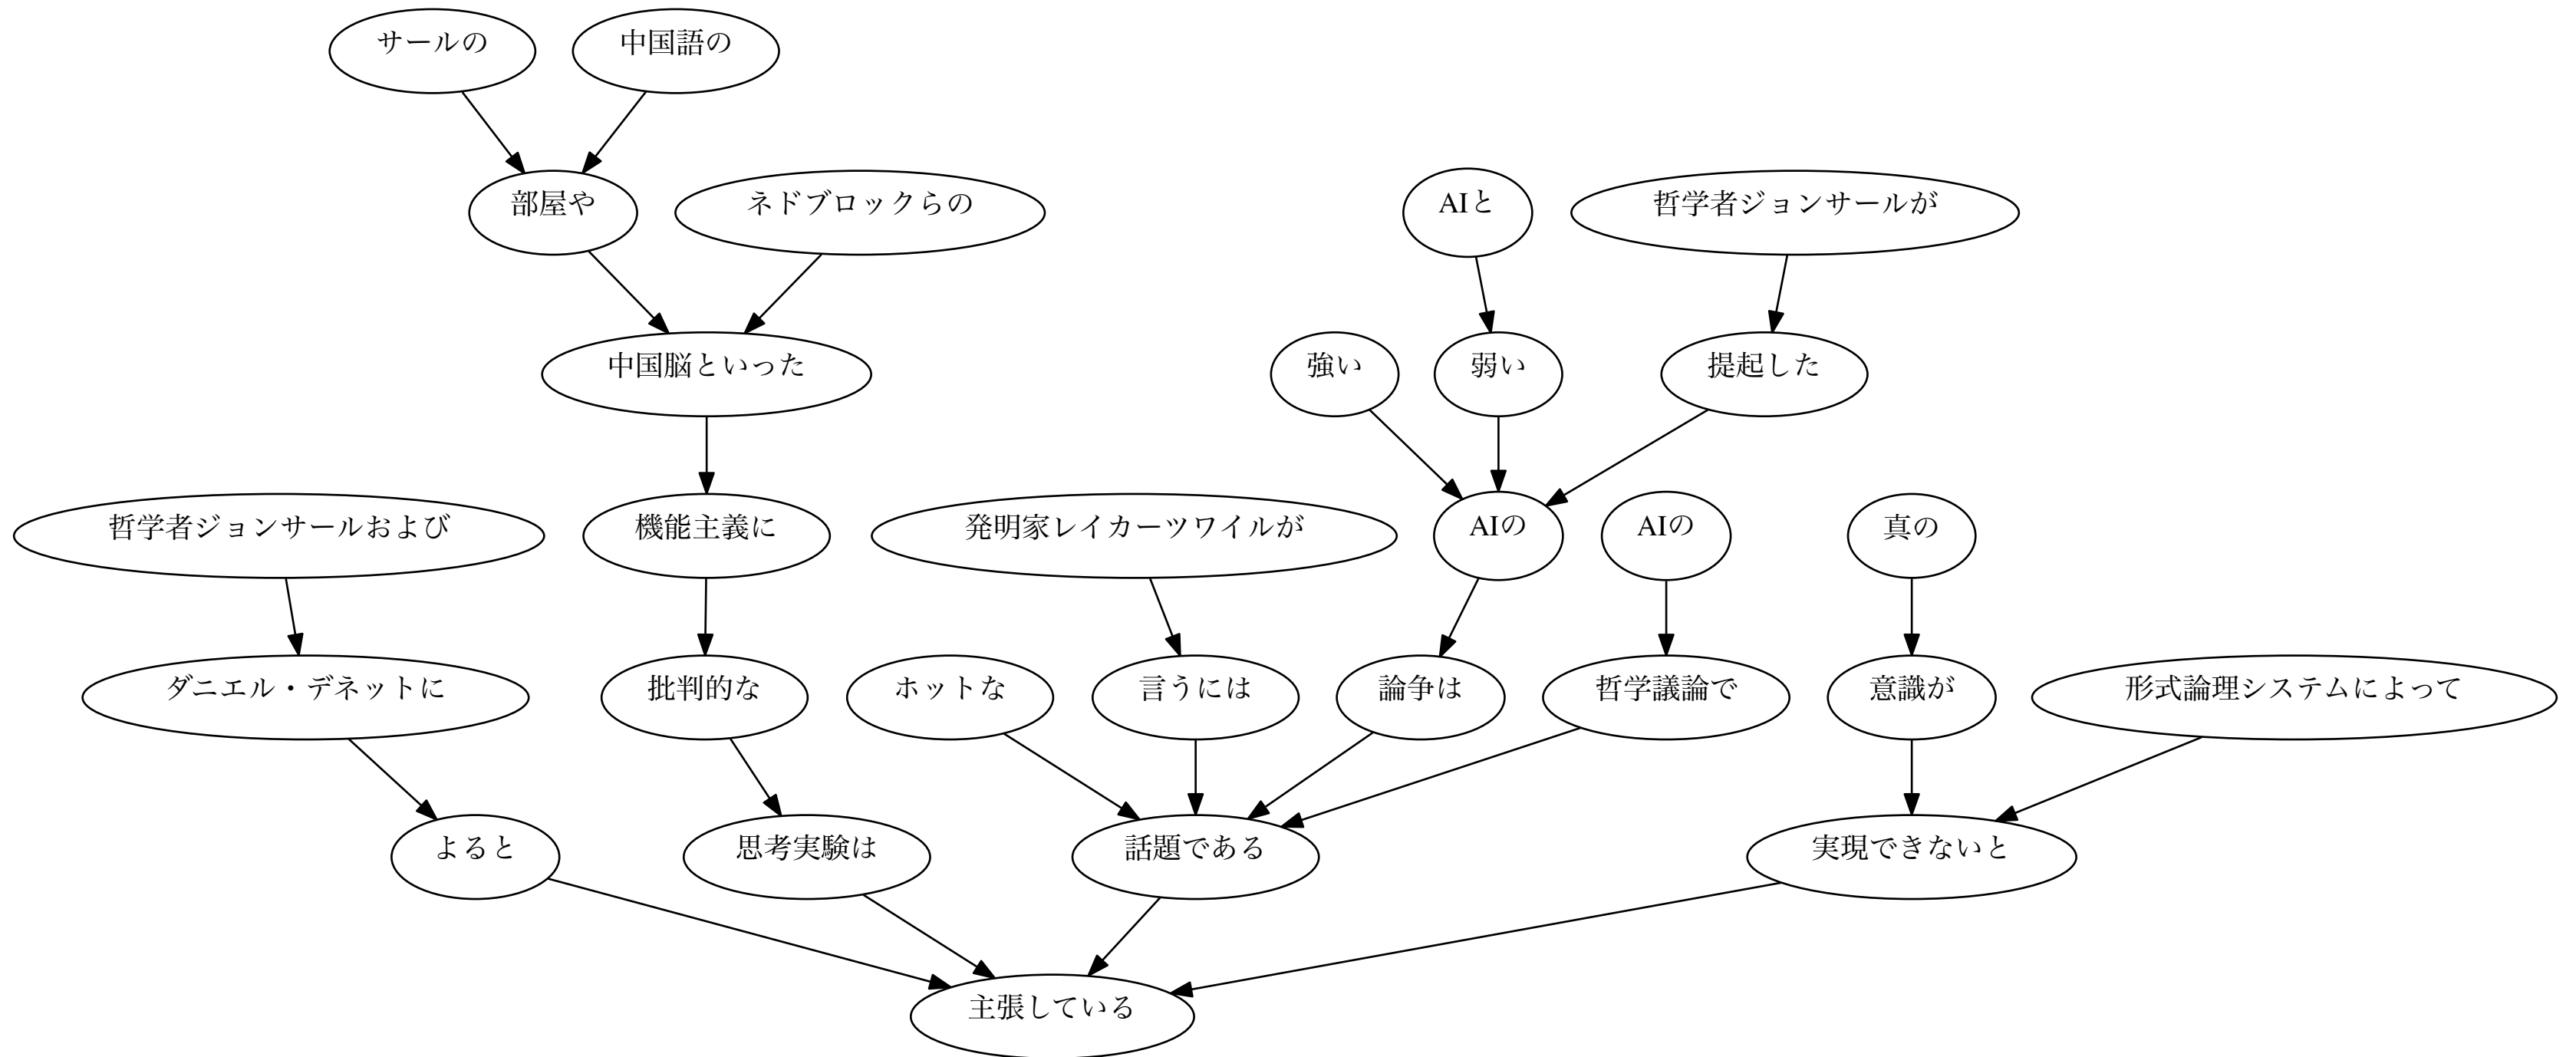 サールの
中国語の
部屋や
ネドブロックらの
AIと
哲学者ジョンサールが
中国脳といった
強い
弱い
提起した
哲学者ジョンサールおよび
機能主義に
発明家レイカーツワイルが
AIの
AIの
真の
ダニエル・デネットに
批判的な
ホットな
言うには
論争は
哲学議論で
意識が
形式論理システムによって
よると
思考実験は
話題である
実現できないと
主張している